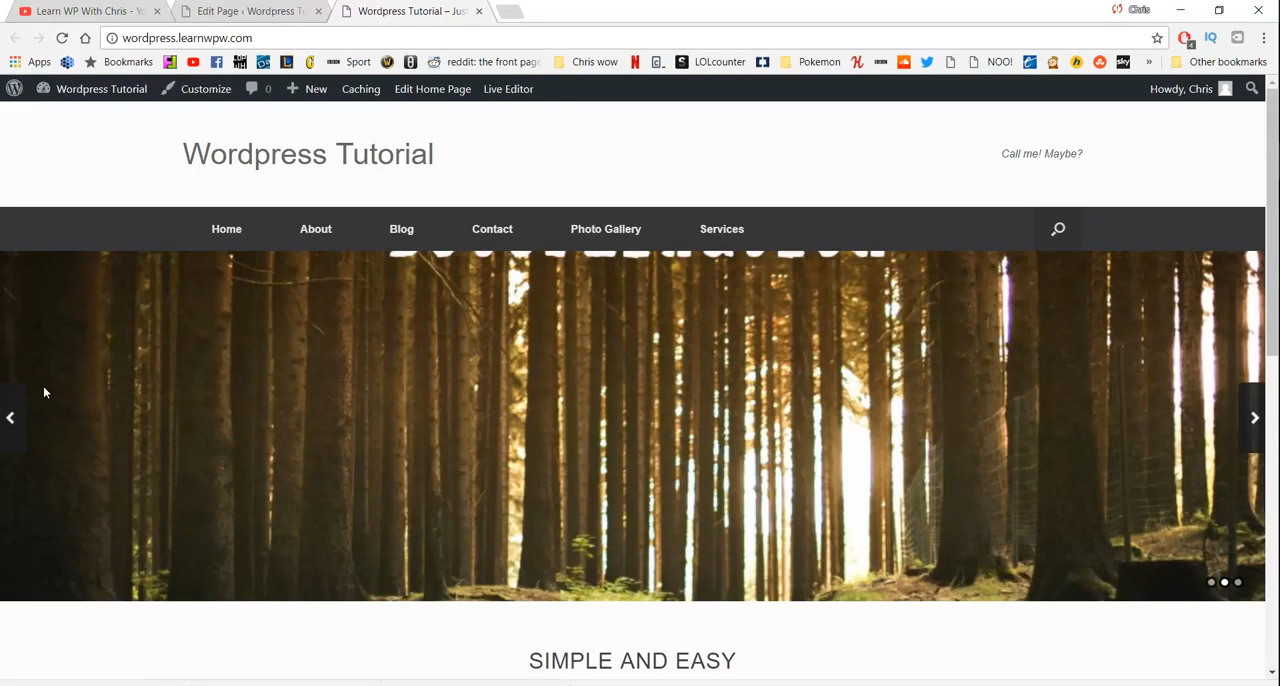 Learn WP With Chris - Yo
Edit Page ‹ Wordpress Tu
Wordpress Tutorial – Jus
Chris
wordpress.learnwpw.com
4
Apps
Bookmarks
Sport
reddit: the front page
Chris wow
LOLcounter
Pokemon
NOO!
sky
»
Other bookmarks
Wordpress Tutorial
Customize
0
New
Caching
Edit Home Page
Live Editor
Howdy, Chris
Wordpress Tutorial
Call me! Maybe?
Home
About
Blog
Contact
Photo Gallery
Services
SIMPLE AND EASY